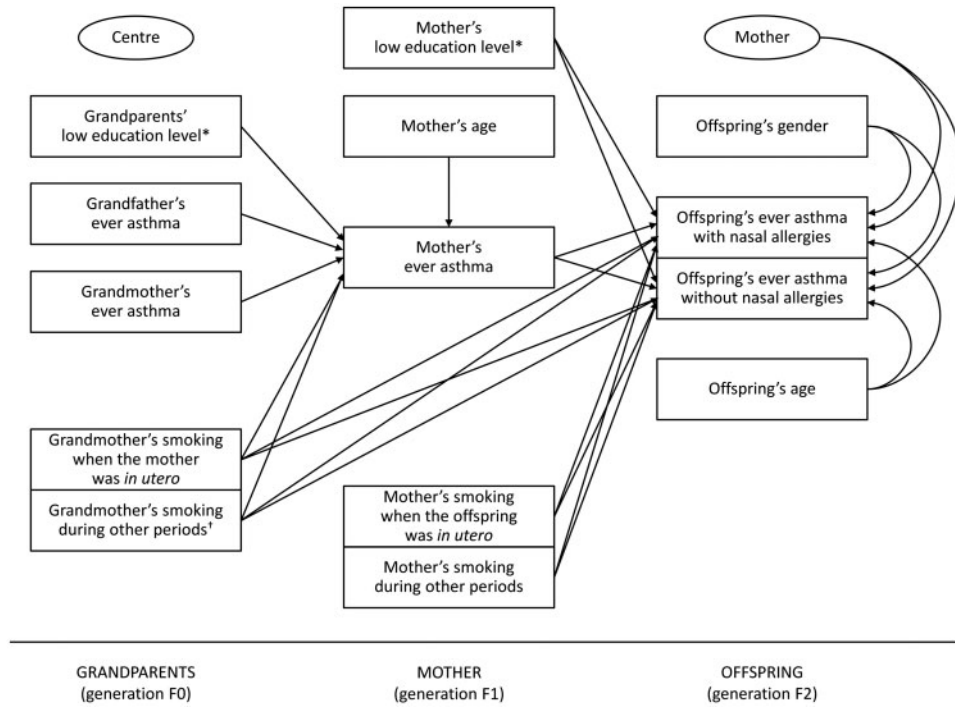 Centre
Grandparents'
low education level*
Grandfather's
ever asthma
Grandmother's
ever asthma
Grandmother's smoking
when the mother
was in utero
Grandmother's smoking
during other periods†
Mother's
low education level*
Mother's age
Mother's
ever asthma
Mother's smoking
when the offspring
was in utero
Mother's smoking
during other periods
Mother
Offspring's gender
Offspring's ever asthma
with nasal allergies
Offspring's ever asthma
without nasal allergies
Offspring's age
GRANDPARENTS
(generation F0)
MOTHER
(generation F1)
OFFSPRING
(generation F2)